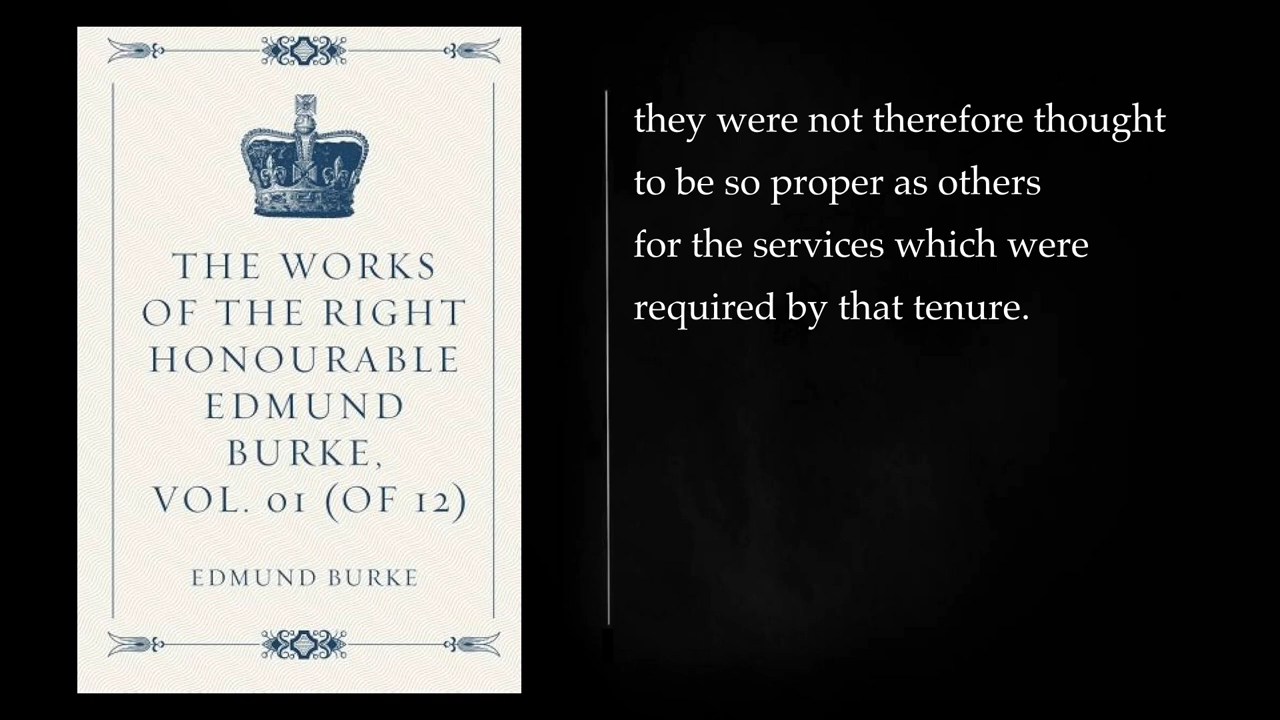 THE WORKS
OF THE RIGHT
HONOURABLE
EDMUND
BURKE,
VOL. 01 (OF 12)
EDMUND BURKE
they were not therefore thought
to be so proper as others
for the services which were
required by that tenure.